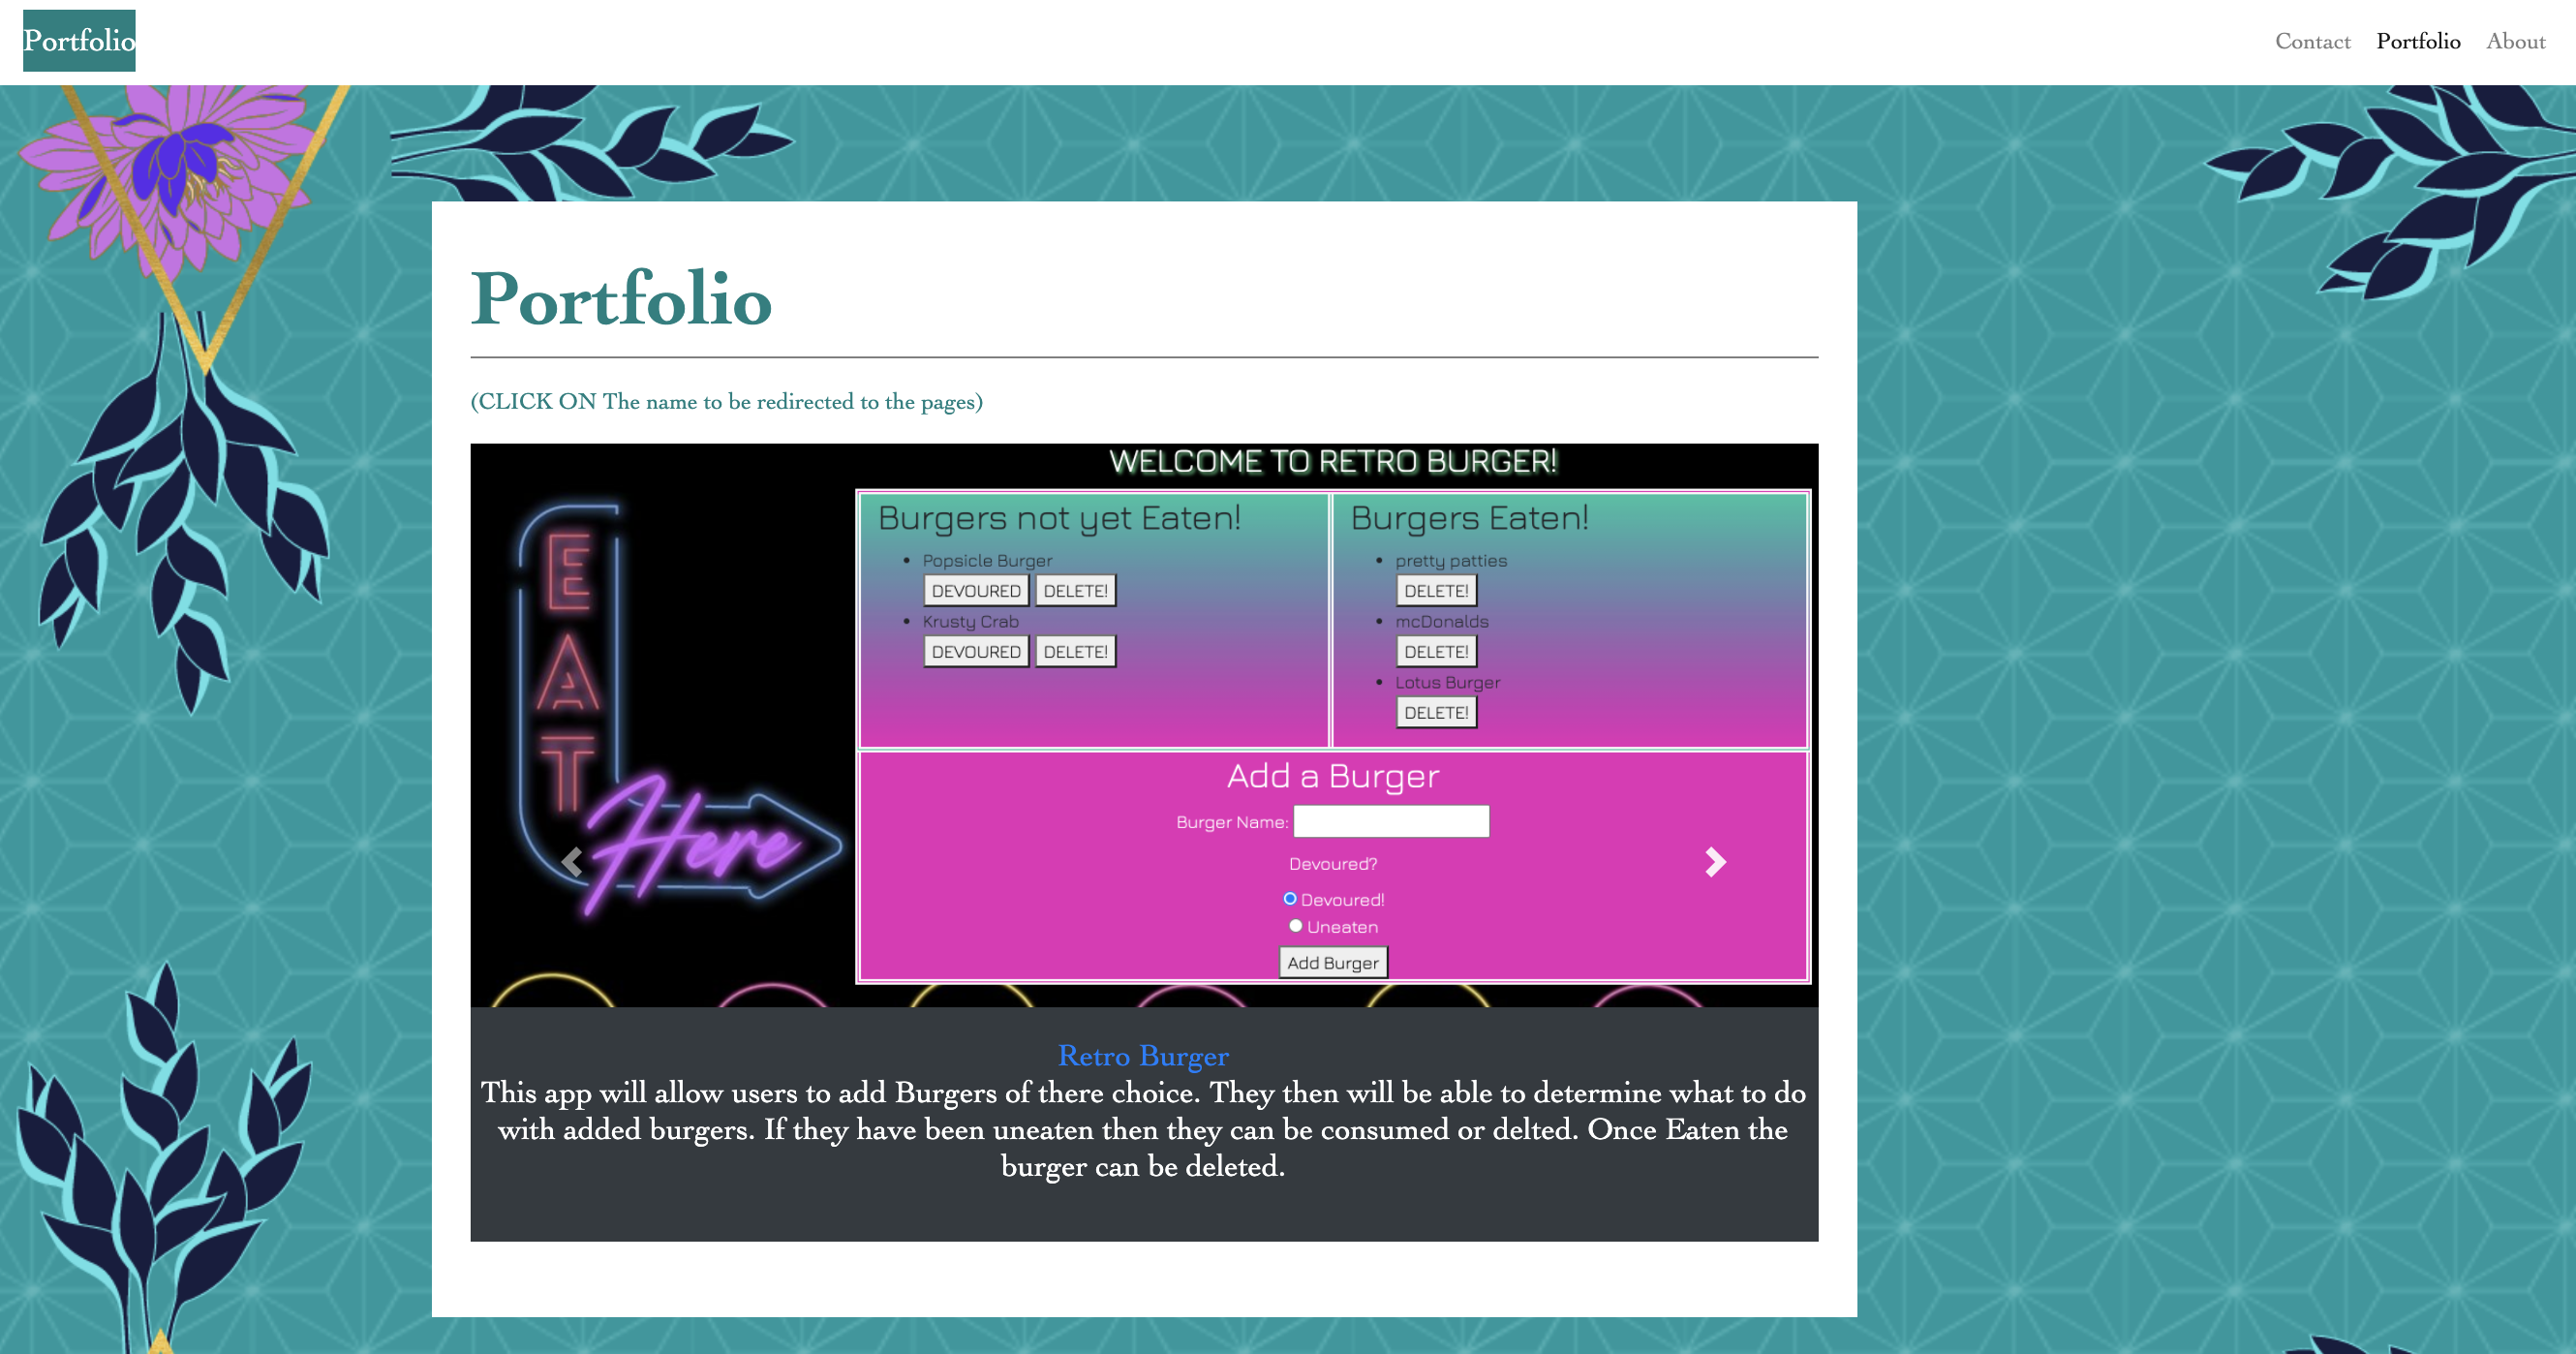 Portfolio
Contact Portfolio About
Portfolio
(CLICK ON The name to be redirected to the pages)
WELCOME TO RETRO BURGER!
EAT
Here
Burgers not yet Eaten!
Popsicle Burger
DEVOURED DELETE!
Krusty Crab
DEVOURED DELETE!
Burgers Eaten!
pretty patties
DELETE!
mcDonalds
DELETE!
Lotus Burger
DELETE!
Add a Burger
Burger Name:
Devoured?
Devoured!
Uneaten
Add Burger
Retro Burger
This app will allow users to add Burgers of there choice. They then will be able to determine what to do
with added burgers. If they have been uneaten then they can be consumed or delted. Once Eaten the
burger can be deleted.